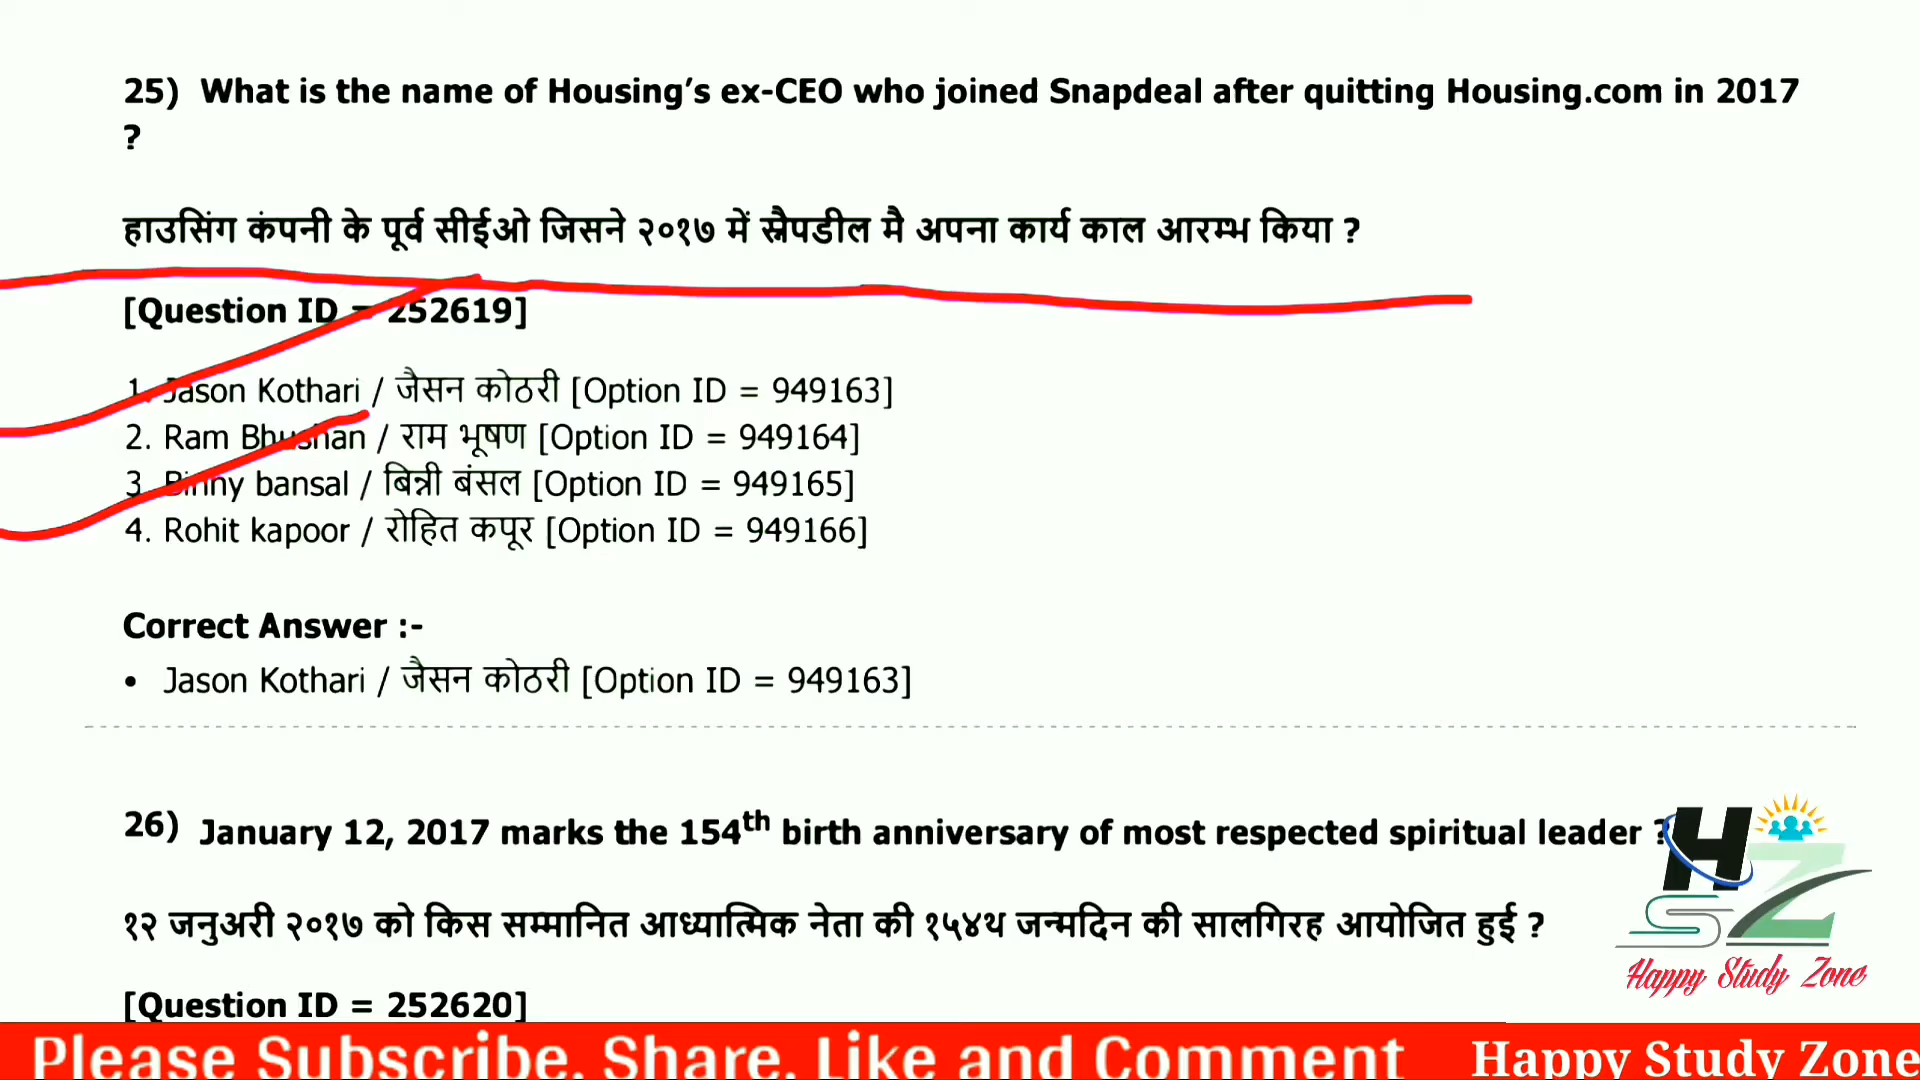 25) What is the name of Housing’s ex-CEO who joined Snapdeal after quitting Housing.com in 2017
?
हाउसिंग कंपनी के पूर्व सीईओ जिसने २०१७ में स्नैपडील मै अपना कार्य काल आरम्भ किया ?
[Question ID = 252619]
1. Jason Kothari / जैसन कोठरी [Option ID = 949163]
2. Ram Bhushan / राम भूषण [Option ID = 949164]
3. Binny bansal / बिन्नी बंसल [Option ID = 949165]
4. Rohit kapoor / रोहित कपूर [Option ID = 949166]
Correct Answer :-
• Jason Kothari / जैसन कोठरी [Option ID = 949163]
26) January 12, 2017 marks the 154th birth anniversary of most respected spiritual leader ?
१२ जनुअरी २०१७ को किस सम्मानित आध्यात्मिक नेता की १५४थ जन्मदिन की सालगिरह आयोजित हुई ?
[Question ID = 252620]
HSZ
Happy Study Zone
Please Subscribe, Share, Like and Comment Happy Study Zone